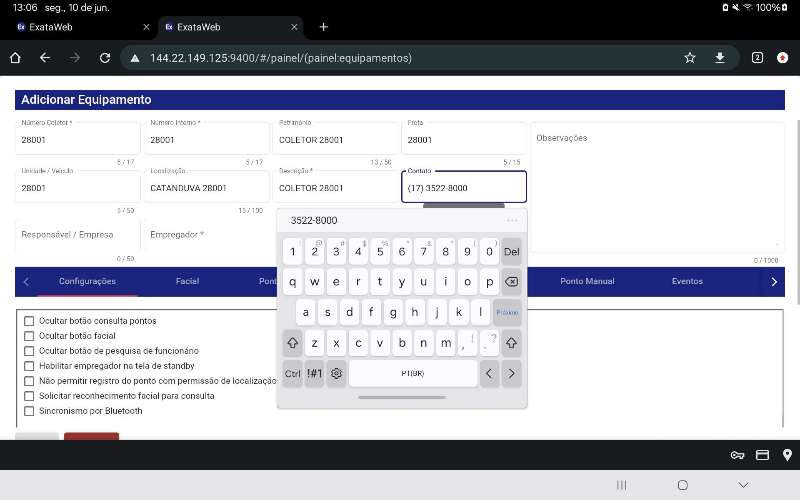 13:06 seg., 10 de jun. 100%
ExataWeb
ExataWeb
144.22.149.125:9400/#/painel/(painel:equipamentos) 2
Adicionar Equipamento
Número Coletor * Número Interno * Patrimônio Frota
28001 28001 COLETOR 28001 28001 Observações
5 / 17 5 / 17 13 / 50 5 / 15
Unidade / Veículo Localização Descrição * Contato
28001 CATANDUVA 28001 COLETOR 28001 (17) 3522-8000
5 / 50 15 / 100
3522-8000 ...
Responsável / Empresa Empregador *
0 / 50 0 / 1000
1 2 3 4 5 6 7 8 9 0 Del
Configurações Facial Pont Ponto Manual Eventos
q w e r t y u i o p
a s d f g h j k l Próximo
z x c v b n m , ! . ?
Ctrl !#1 PT(BR) < >
Ocultar botão consulta pontos
Ocultar botão facial
Ocultar botão de pesquisa de funcionário
Habilitar empregador na tela de standby
Não permitir registro do ponto com permissão de localização
Solicitar reconhecimento facial para consulta
Sincronismo por Bluetooth